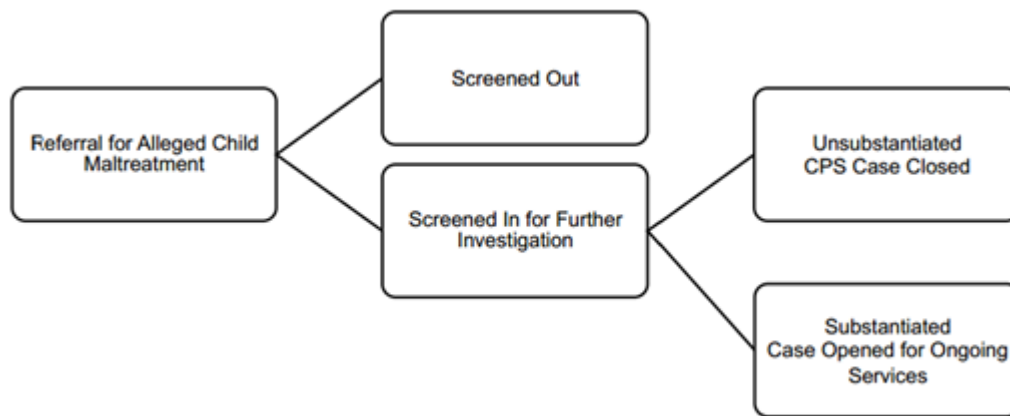 Referral for Alleged Child
Maltreatment
Screened Out
Screened In for Further
Investigation
Unsubstantiated
CPS Case Closed
Substantiated
Case Opened for Ongoing
Services